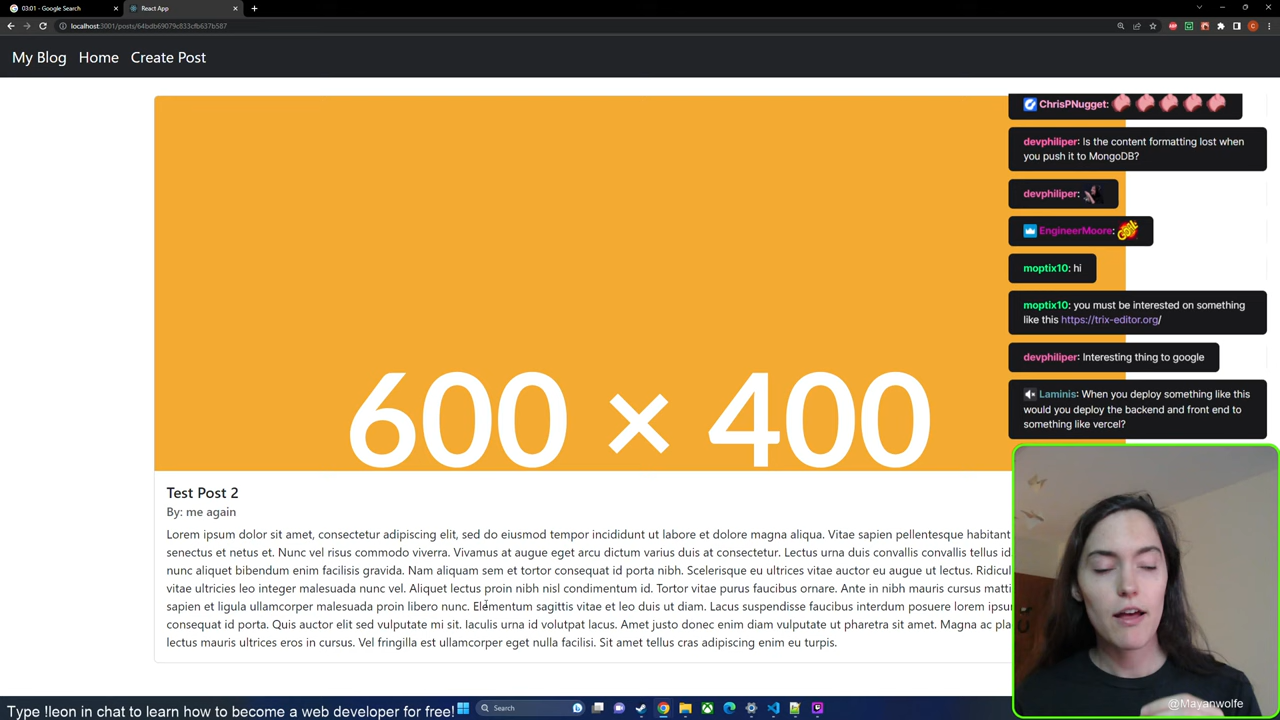 03:01 - Google Search
React App
localhost:3001/posts/64bdb69079c833cfb637b587
My Blog
Home
Create Post
600 × 400
Test Post 2
By: me again
Lorem ipsum dolor sit amet, consectetur adipiscing elit, sed do eiusmod tempor incididunt ut labore et dolore magna aliqua. Vitae sapien pellentesque habitant
senectus et netus et. Nunc vel risus commodo viverra. Vivamus at augue eget arcu dictum varius duis at consectetur. Lectus urna duis convallis convallis tellus id
nunc aliquet bibendum enim facilisis gravida. Nam aliquam sem et tortor consequat id porta nibh. Scelerisque eu ultrices vitae auctor eu augue ut lectus. Ridicul
vitae ultricies leo integer malesuada nunc vel. Aliquet lectus proin nibh nisl condimentum id. Tortor vitae purus faucibus ornare. Ante in nibh mauris cursus matti
sapien et ligula ullamcorper malesuada proin libero nunc. Elementum sagittis vitae et leo duis ut diam. Lacus suspendisse faucibus interdum posuere lorem ipsum
consequat id porta. Quis auctor elit sed vulputate mi sit. Iaculis urna id volutpat lacus. Amet justo donec enim diam vulputate ut pharetra sit amet. Magna ac pla
lectus mauris ultrices eros in cursus. Vel fringilla est ullamcorper eget nulla facilisi. Sit amet tellus cras adipiscing enim eu turpis.
ChrisPNugget:
devphiliper: Is the content formatting lost when
you push it to MongoDB?
devphiliper:
EngineerMoore:
moptix10: hi
moptix10: you must be interested on something
like this https://trix-editor.org/
devphiliper: Interesting thing to google
Laminis: When you deploy something like this
would you deploy the backend and front end to
something like vercel?
@Mayanwolfe
Type !leon in chat to learn how to become a web developer for free!
Search